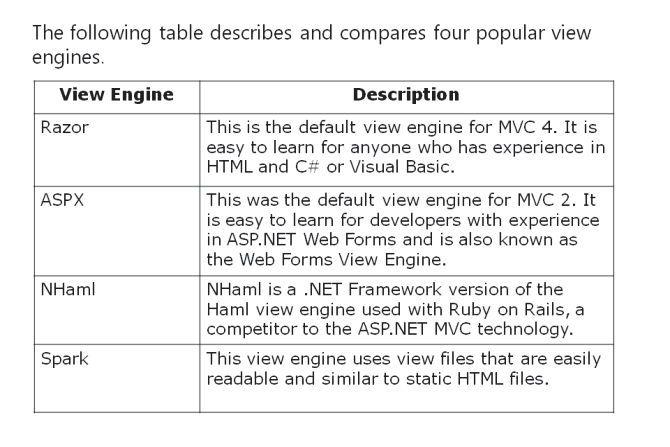 The following table describes and compares four popular view
engines.
View Engine
Description
Razor
This is the default view engine for MVC 4. It is
easy to learn for anyone who has experience in
HTML and C# or Visual Basic.
ASPX
This was the default view engine for MVC 2. It
is easy to learn for developers with experience
in ASP.NET Web Forms and is also known as
the Web Forms View Engine.
NHaml
NHaml is a .NET Framework version of the
Haml view engine used with Ruby on Rails, a
competitor to the ASP.NET MVC technology.
Spark
This view engine uses view files that are easily
readable and similar to static HTML files.